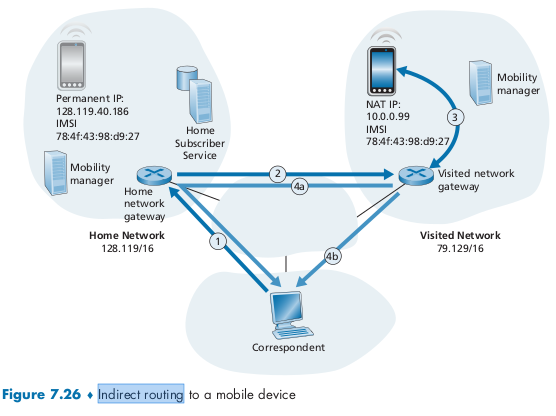 Permanent IP:
128.119.40.186
IMSI
78:4f:43:98:d9:27
Home
Subscriber
Service
Mobility
manager
Home
network
gateway
Home Network
128.119/16
NAT IP:
10.0.0.99
IMSI
78:4f:43:98:d9:27
Mobility
manager
3
Visited network
gateway
Visited Network
79.129/16
2
4a
1
4b
Correspondent
Figure 7.26 ♦ Indirect routing to a mobile device